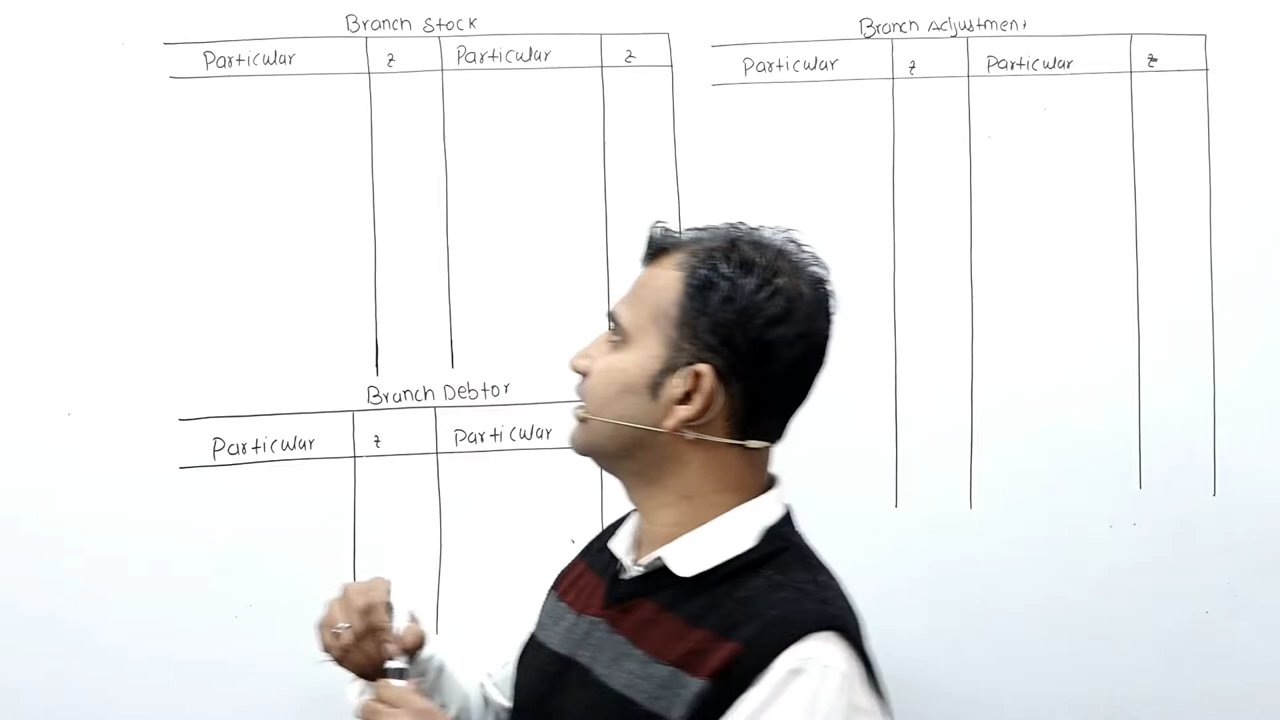 Branch Stock
Particular z Particular z
Branch Adjustment
Particular z Particular z
Branch Debtor
Particular z Particular